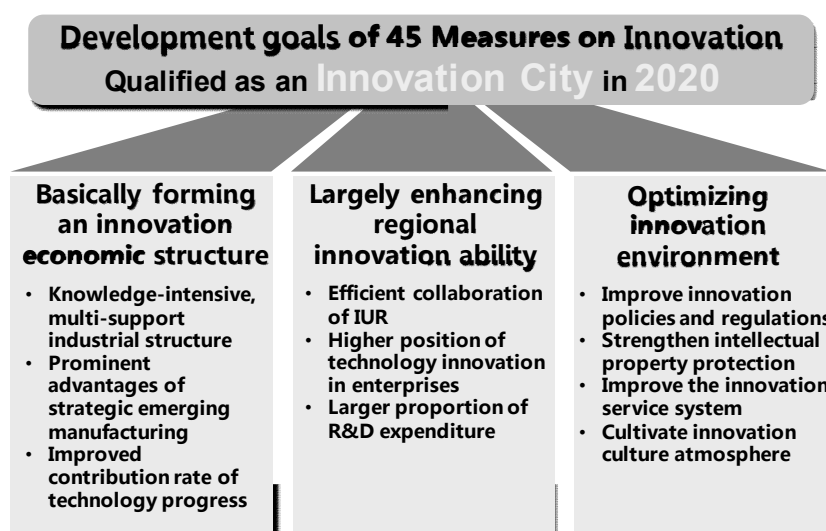 Development goals of 45 Measures on Innovation
Qualified as an Innovation City in 2020
Basically forming
an innovation
economic structure
• Knowledge-intensive,
multi-support
industrial structure
• Prominent
advantages of
strategic emerging
manufacturing
• Improved
contribution rate of
technology progress
Largely enhancing
regional
innovation ability
• Efficient collaboration
of IUR
• Higher position of
technology innovation
in enterprises
• Larger proportion of
R&D expenditure
Optimizing
innovation
environment
• Improve innovation
policies and regulations
• Strengthen intellectual
property protection
• Improve the innovation
service system
• Cultivate innovation
culture atmosphere